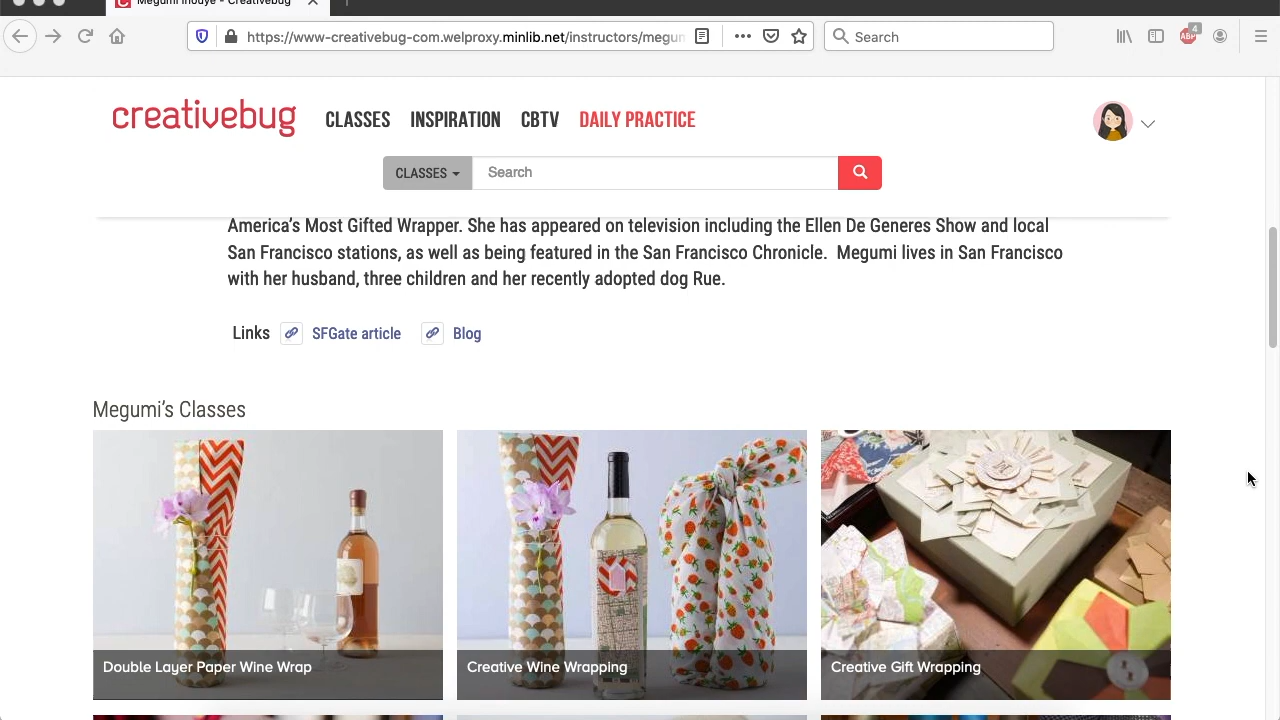 Megumi Inouye - Creativebug
https://www-creativebug-com.welproxy.minlib.net/instructors/megum
Search
ABP
4
creativebug
CLASSES
INSPIRATION
CBTV
DAILY PRACTICE
CLASSES
Search
America's Most Gifted Wrapper. She has appeared on television including the Ellen De Generes Show and local
San Francisco stations, as well as being featured in the San Francisco Chronicle. Megumi lives in San Francisco
with her husband, three children and her recently adopted dog Rue.
Links
SFGate article
Blog
Megumi's Classes
Double Layer Paper Wine Wrap
Creative Wine Wrapping
Creative Gift Wrapping